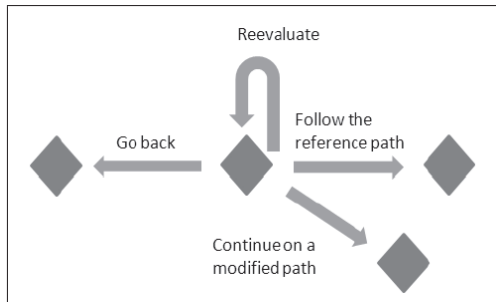 Reevaluate
Go back
Follow the
reference path
Continue on a
modified path